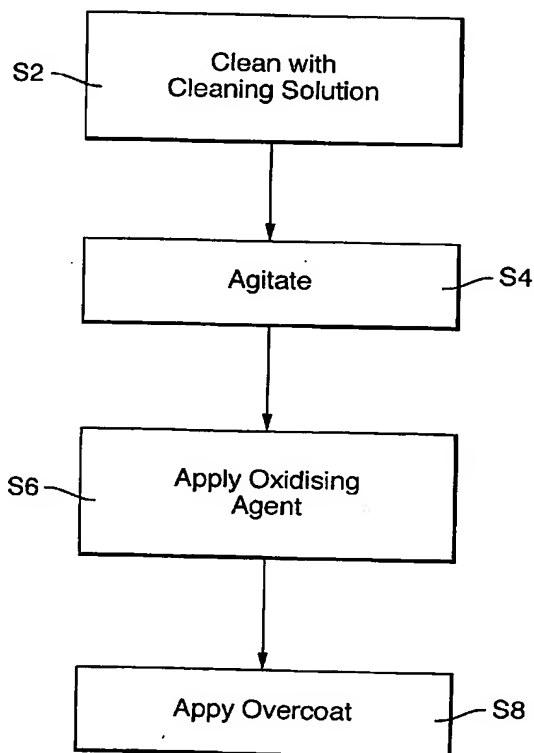 S2
Clean with
Cleaning Solution
Agitate
S4
S6
Apply Oxidising
Agent
Appy Overcoat
S8